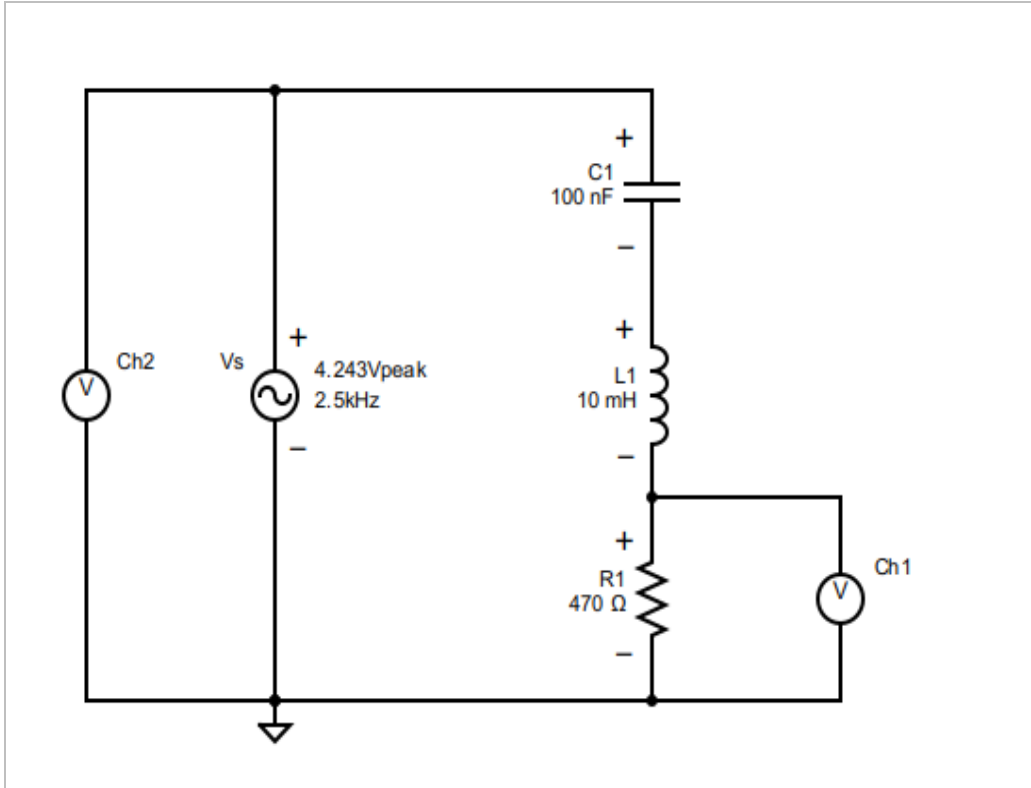 +
C1
100 nF
−
+
L1
10 mH
−
Ch2
V
Vs
+
4.243Vpeak
2.5kHz
−
+
R1
470 Ω
−
Ch1
V